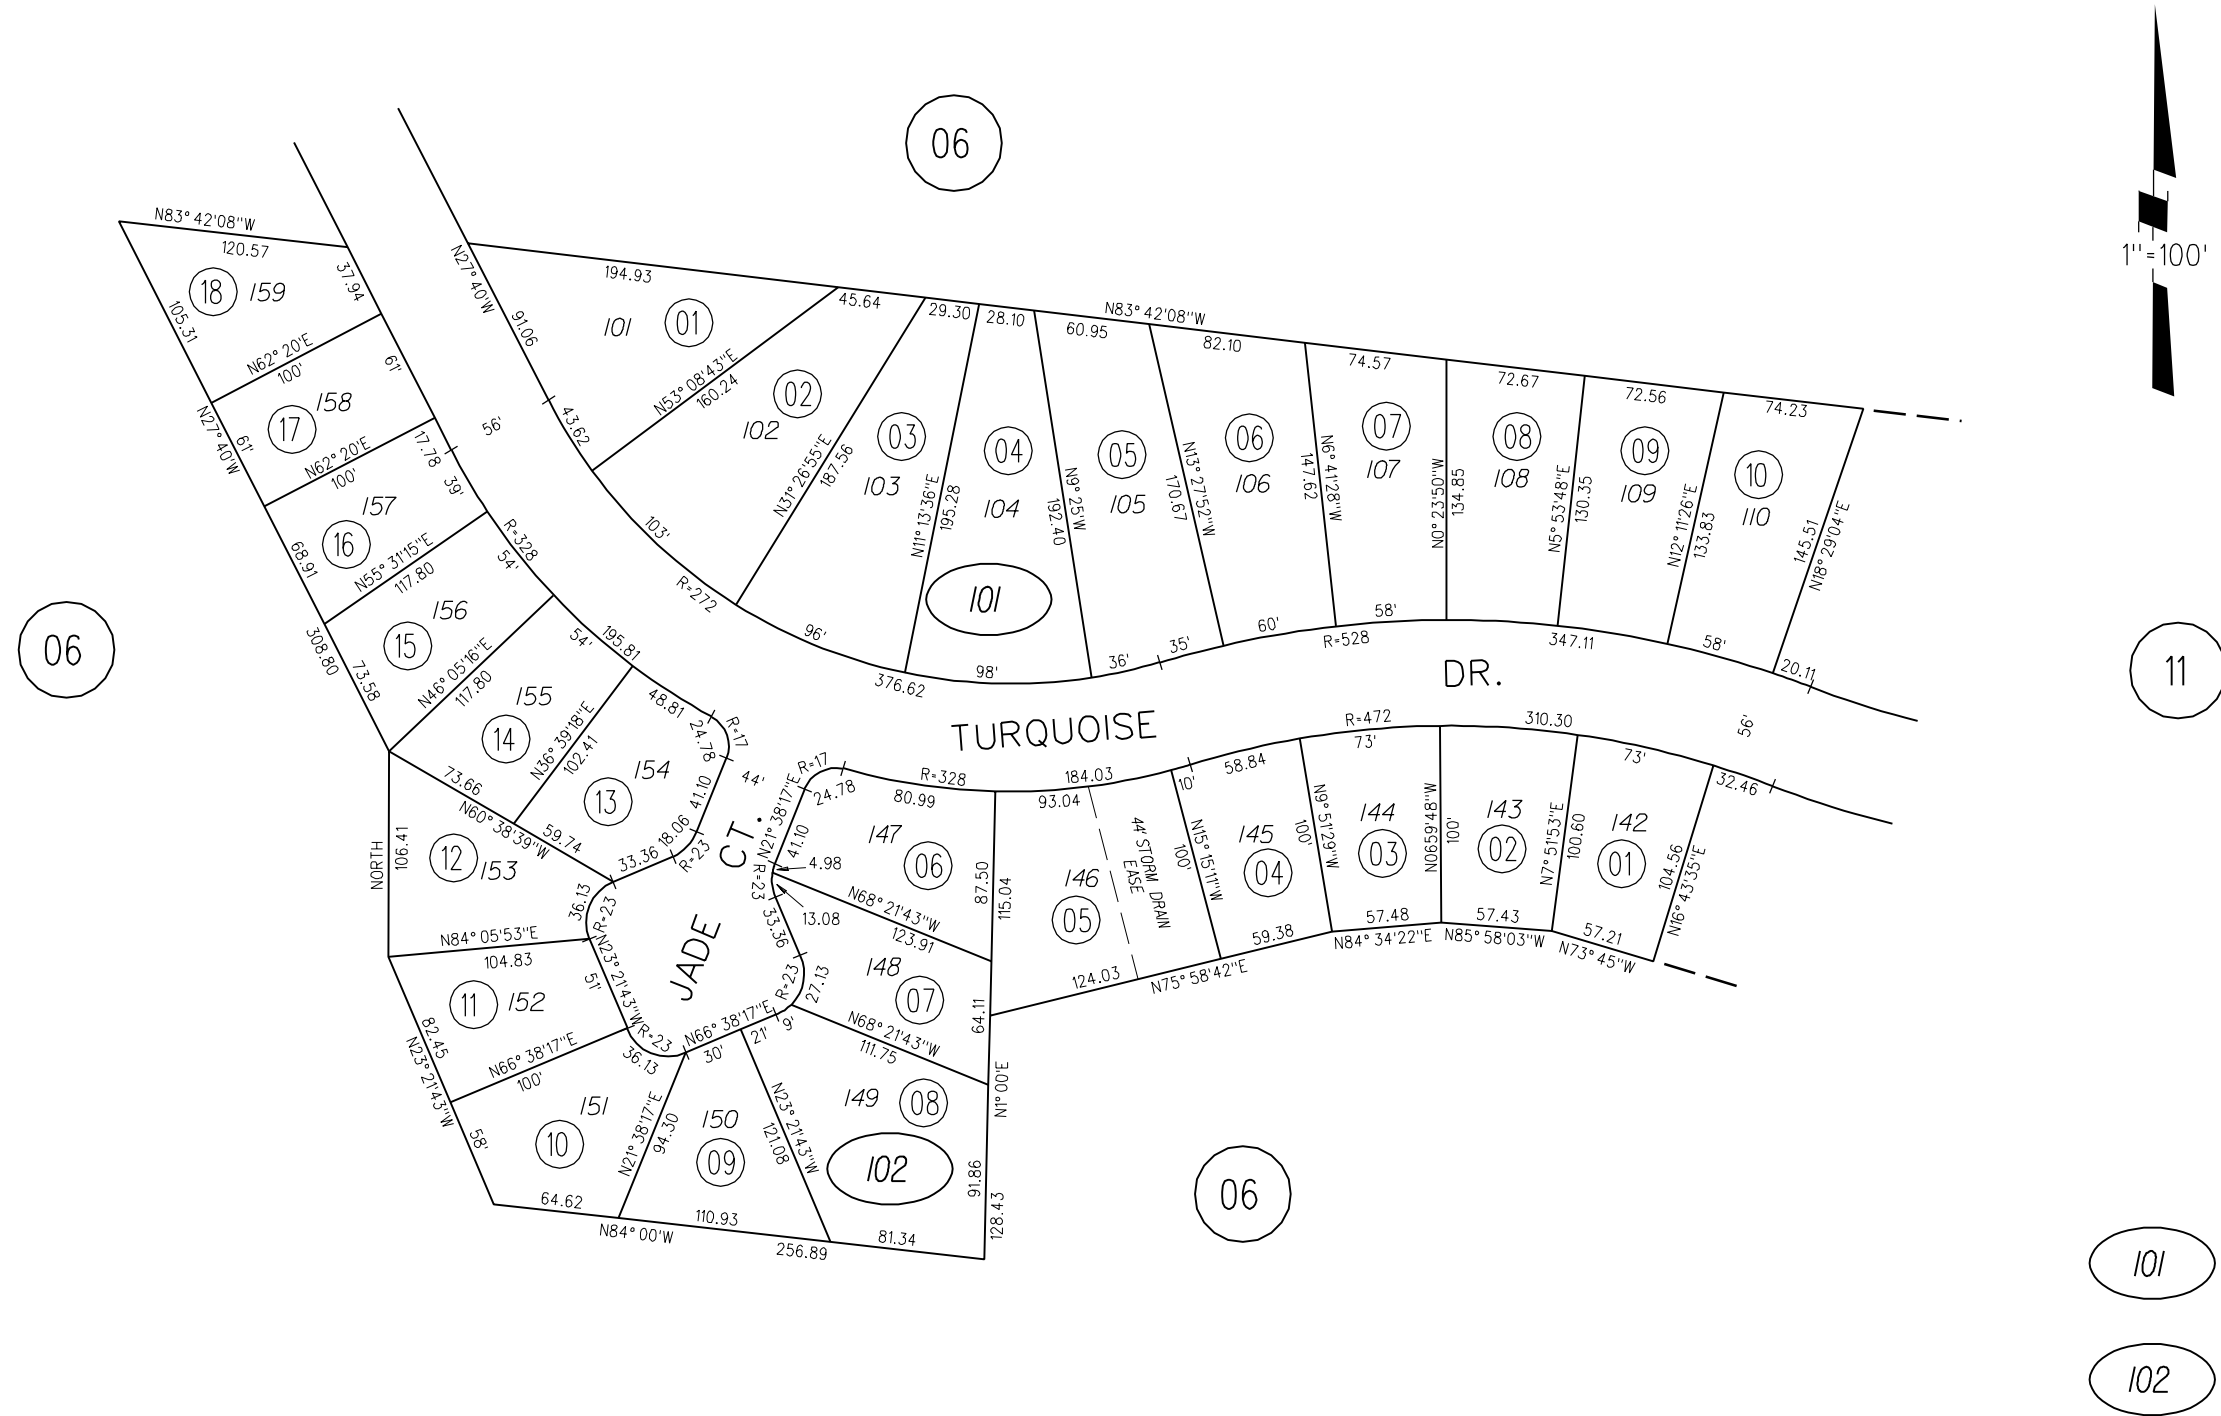 06
1"=100'
N83°42'08"W
120.57
37.94
18
159
105.31
N62°20'E
100'
61'
17
158
N27°40'W
61'
N62°20'E
100'
17.78
39'
56'
16
157
68.91
N55°31'15"E
117.80
R=328
54'
15
156
308.80
73.58
N46°05'16"E
117.80
54'
195.81
14
155
N36°39'18"E
102.41
48.81
24.78
R=17
13
154
41.10
44'
73.66
N60°38'39"W
59.74
33.36
18.06
R=23
N27°40'W
91.06
43.62
194.93
101
01
N53°08'43"E
160.24
45.64
02
102
103'
R=272
N31°26'55"E
187.56
29.30
03
103
96'
N11°13'36"E
195.28
28.10
04
104
101
98'
376.62
N9°25'W
192.40
60.95
N83°42'08"W
05
105
36'
35'
N13°27'52"W
170.67
82.10
06
106
60'
N6°41'28"W
147.62
74.57
07
107
58'
R=528
N0°23'50"W
134.85
72.67
08
108
347.11
N5°53'48"E
130.35
72.56
09
109
58'
N12°11'26"E
133.83
74.23
10
110
20.11
145.51
N18°29'04"E
06
11
TURQUOISE
DR.
56'
JADE
CT.
R=17
24.78
N21°38'17"E
41.10
R=328
80.99
147
06
4.98
R=23
13.08
33.36
N68°21'43"W
123.91
87.50
115.04
184.03
93.04
10'
44' STORM DRAIN
EASE
146
05
124.03
N75°58'42"E
N15°15'11"W
100'
58.84
145
04
59.38
N9°51'29"W
100'
R=472
73'
144
03
57.48
N84°34'22"E
N0659'48"W
100'
310.30
143
02
57.43
N85°58'03"W
N7°51'53"E
100.60
73'
142
01
57.21
N73°45'W
32.46
104.56
N16°43'35"E
NORTH
106.41
12
153
36.13
R=23
N84°05'53"E
104.83
N23°21'43"W
51'
11
152
82.45
N23°21'43"W
N66°38'17"E
100'
R=23
36.13
10
151
58'
64.62
N84°00'W
N21°38'17"E
94.30
N66°38'17"E
30'
21'
9'
150
09
110.93
256.89
N23°21'43"W
121.08
148
07
R=23
27.13
N68°21'43"W
111.75
64.11
149
08
102
81.34
N1°00'E
91.86
128.43
06
101
102